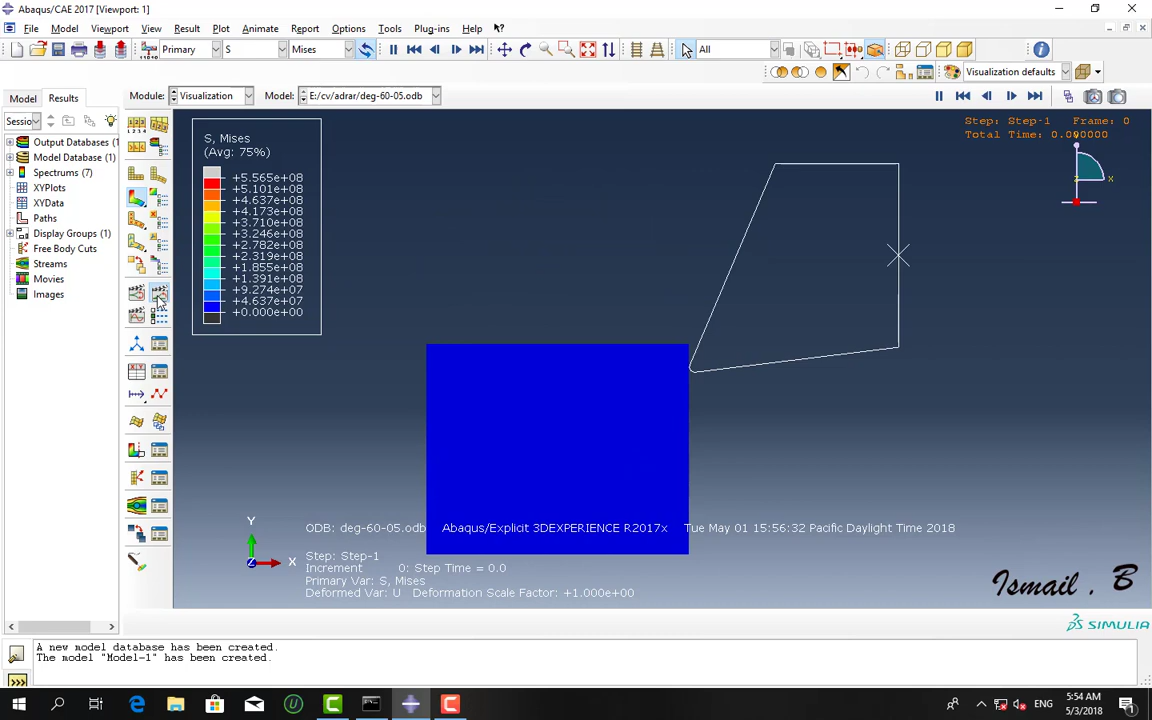 Abaqus/CAE 2017 [Viewport: 1]
File Model Viewport View Result Plot Animate Report Options Tools Plug-ins Help
Primary S Mises All
Visualization defaults
Model Results Module: Visualization Model: E:/cv/adrar/deg-60-05.odb
Sessio
Output Databases (1
Model Database (1)
Spectrums (7)
XYPlots
XYData
Paths
Display Groups (1)
Free Body Cuts
Streams
Movies
Images
S, Mises
(Avg: 75%)
+5.565e+08
+5.101e+08
+4.637e+08
+4.173e+08
+3.710e+08
+3.246e+08
+2.782e+08
+2.319e+08
+1.855e+08
+1.391e+08
+9.274e+07
+4.637e+07
+0.000e+00
Step: Step-1 Frame: 0
Total Time: 0.000000
Y
Z X
ODB: deg-60-05.odb Abaqus/Explicit 3DEXPERIENCE R2017x Tue May 01 15:56:32 Pacific Daylight Time 2018
Y
Z X
Step: Step-1
Increment 0: Step Time = 0.0
Primary Var: S, Mises
Deformed Var: U Deformation Scale Factor: +1.000e+00
Ismail . B
SIMULIA
A new model database has been created.
The model "Model-1" has been created.
>>>
ENG
5:54 AM
5/3/2018
1